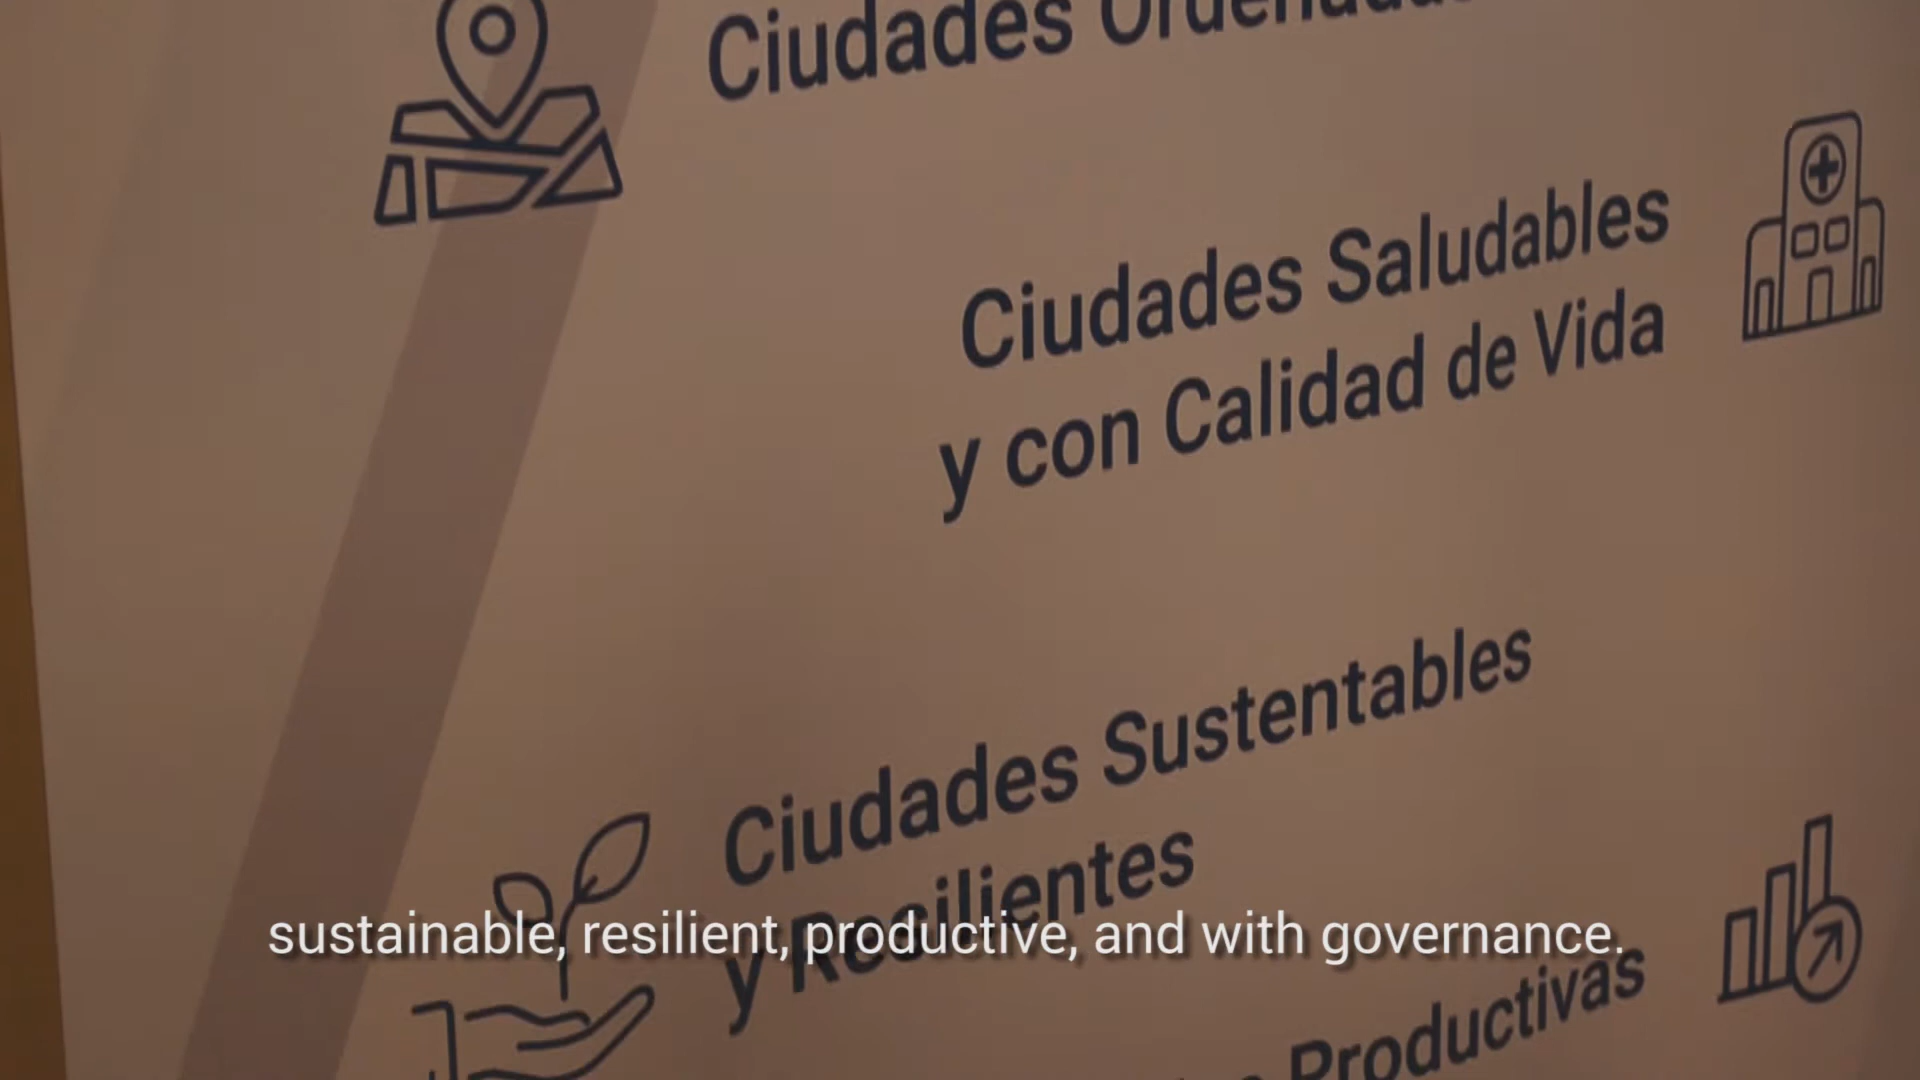 Ciudades
Ciudades Saludables
y con Calidad de Vida
Ciudades Sustentables
y Resilientes
sustainable, resilient, productive, and with governance.
Productivas